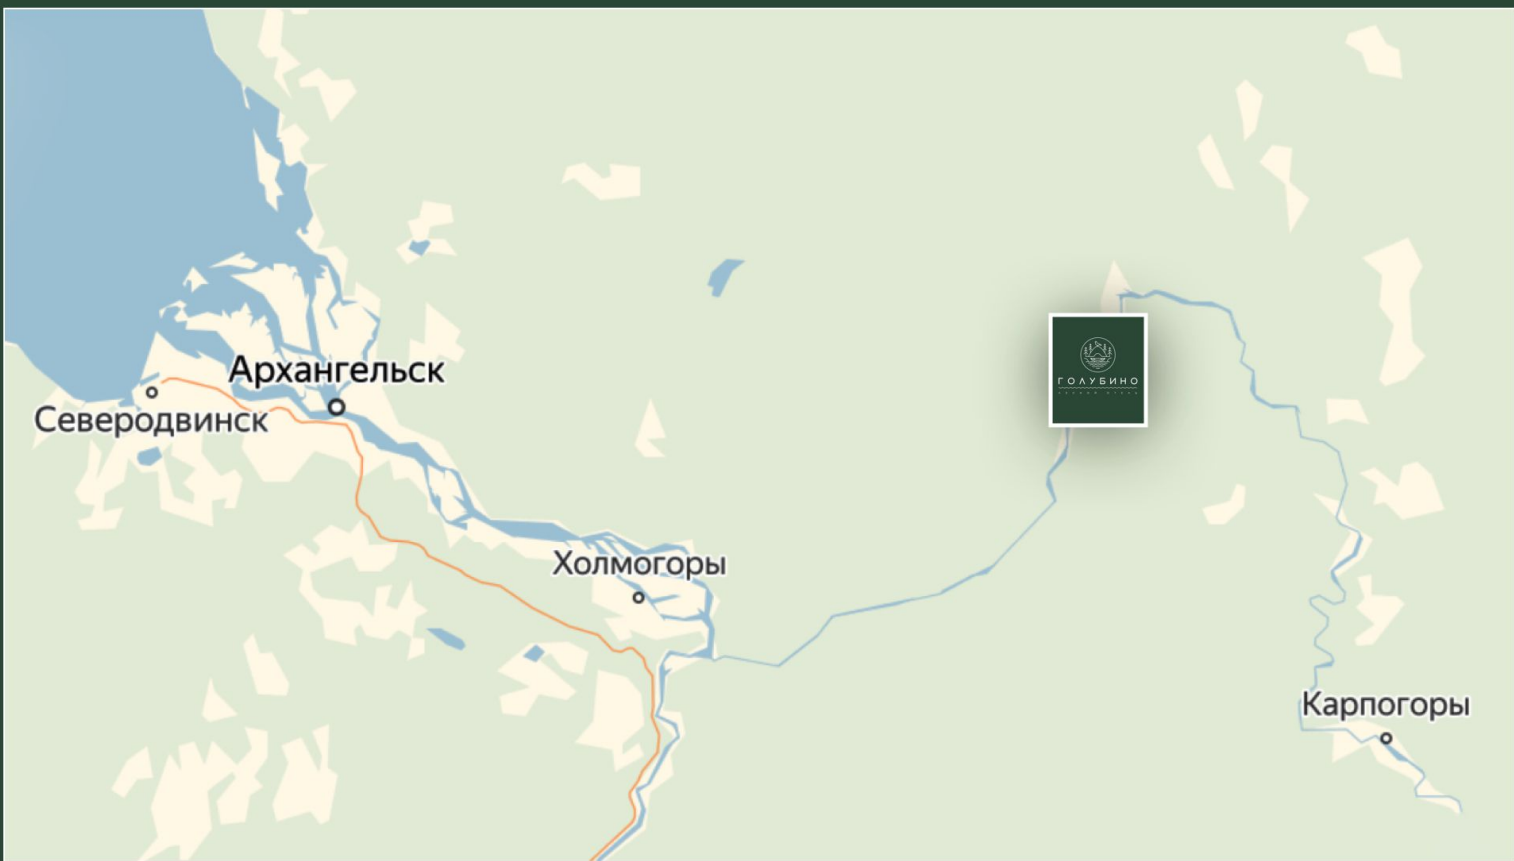 Архангельск
Северодвинск
ГОЛУБИНО
Холмогоры
Карпогоры